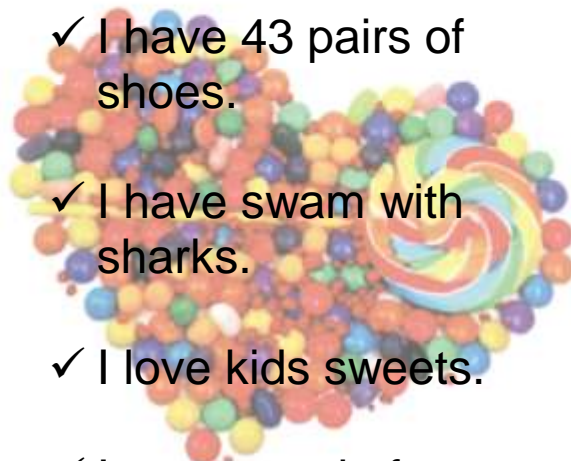 ✓ I have 43 pairs of
shoes.
✓ I have swam with
sharks.
✓ I love kids sweets.